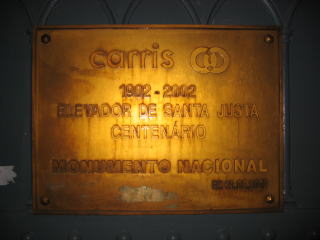 carris
1902 - 2002
ELEVADOR DE SANTA JUSTA
CENTENÁRIO
MONUMENTO NACIONAL